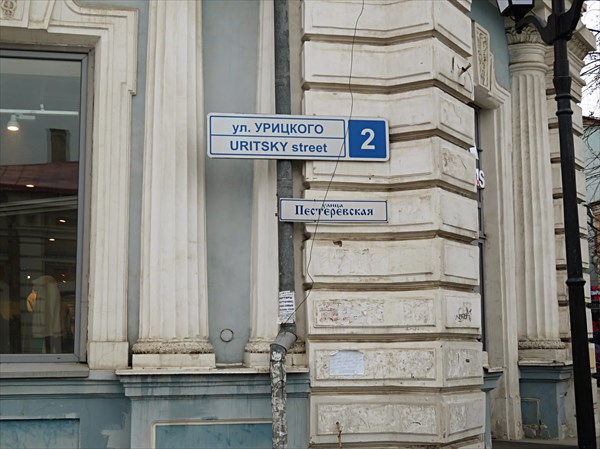 ул. УРИЦКОГО
URITSKY street
2
улица
Пестеревская